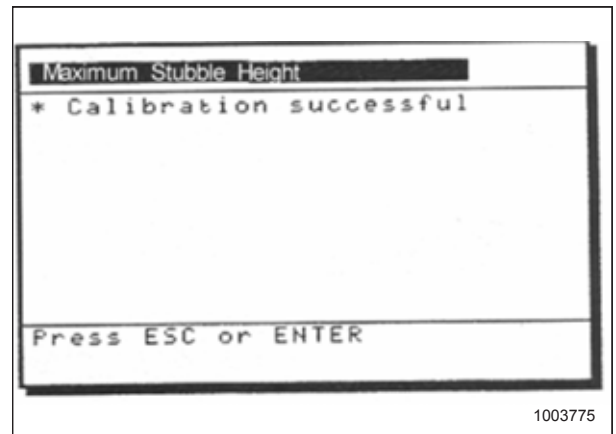 Maximum Stubble Height
* Calibration successful
Press ESC or ENTER
1003775